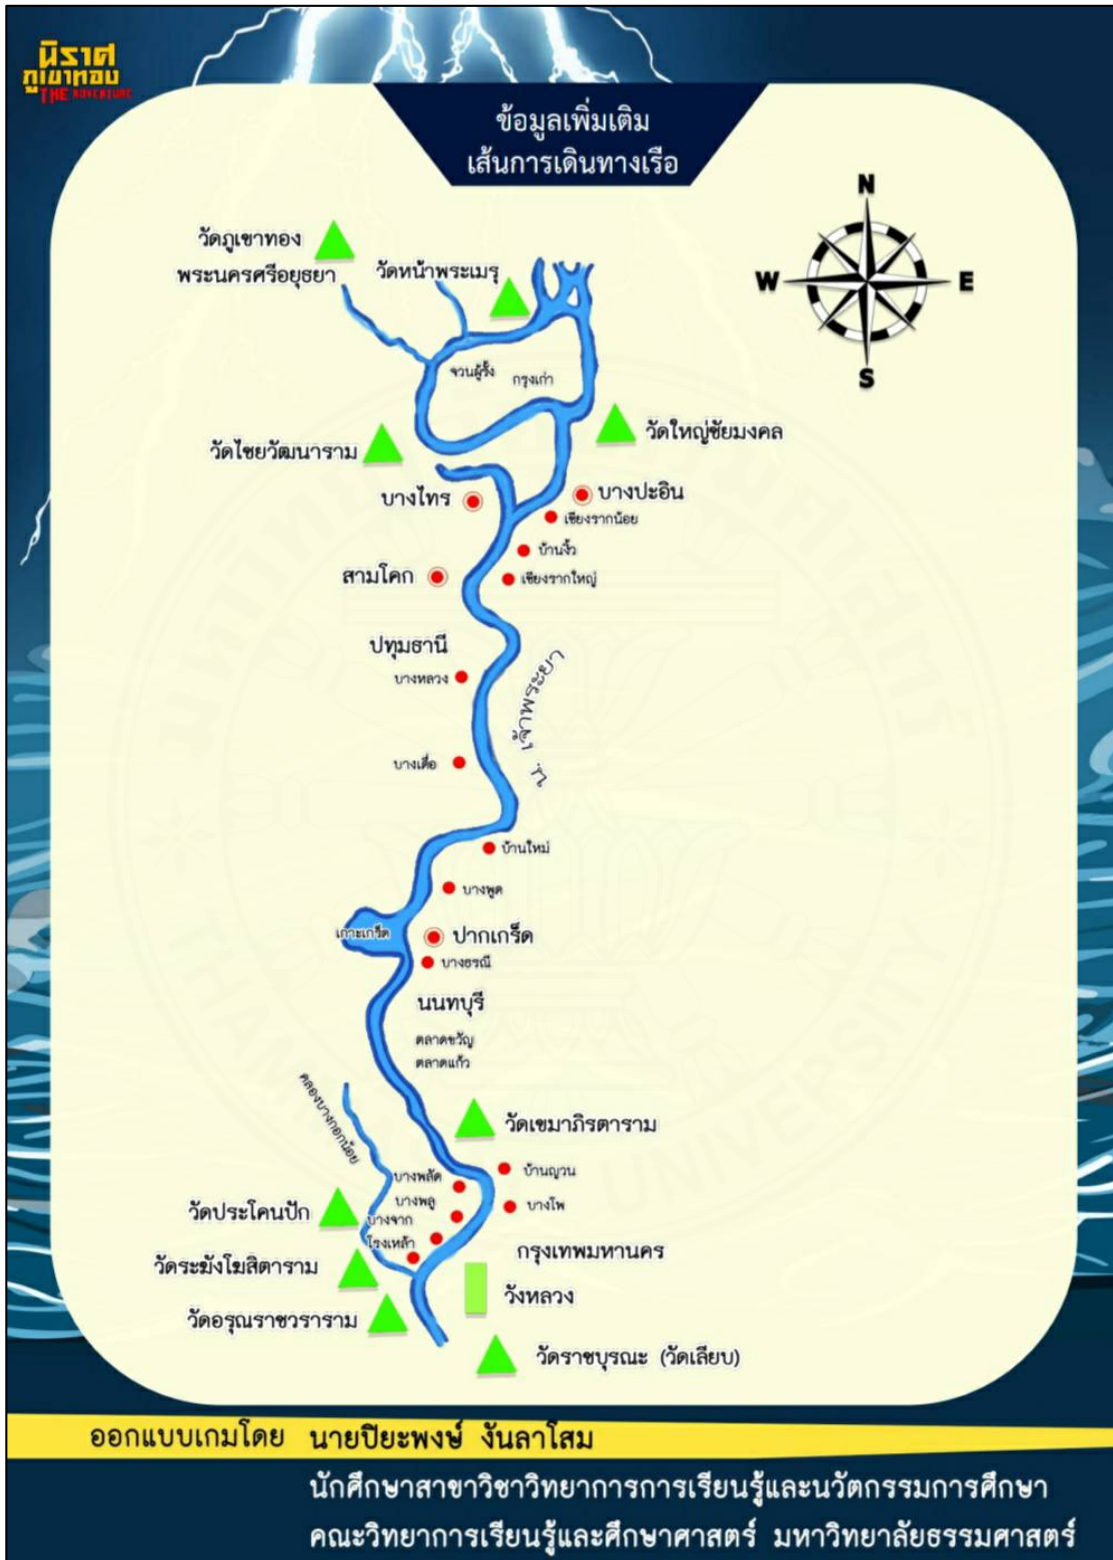 นิราศ
ภูเขาทอง
THE ADVENTURE
ข้อมูลเพิ่มเติม
เส้นการเดินทางเรือ
N
W
E
S
วัดภูเขาทอง
พระนครศรีอยุธยา
วัดหน้าพระเมรุ
จวนผู้รั้ง
กรุงเก่า
วัดใหญ่ชัยมงคล
วัดไชยวัฒนาราม
บางไทร
บางปะอิน
เชียงรากน้อย
บ้านงิ้ว
สามโคก
เชียงรากใหญ่
ปทุมธานี
บางหลวง
น. เจ้าพระยา
บางเดื่อ
บ้านใหม่
บางพูด
เกาะเกร็ด
ปากเกร็ด
บางธรณี
นนทบุรี
ตลาดขวัญ
ตลาดแก้ว
คลองบางกอกน้อย
วัดเขมาภิรตาราม
บางพลัด
บ้านญวน
บางพลู
บางโพ
วัดประโคนปัก
บางจาก
โรงเหล้า
กรุงเทพมหานคร
วัดระฆังโฆสิตาราม
วังหลวง
วัดอรุณราชวราราม
วัดราชบุรณะ (วัดเลียบ)
ออกแบบเกมโดย นายปิยะพงษ์ งันลาโสม
นักศึกษาสาขาวิชาวิทยาการการเรียนรู้และนวัตกรรมการศึกษา
คณะวิทยาการเรียนรู้และศึกษาศาสตร์ มหาวิทยาลัยธรรมศาสตร์